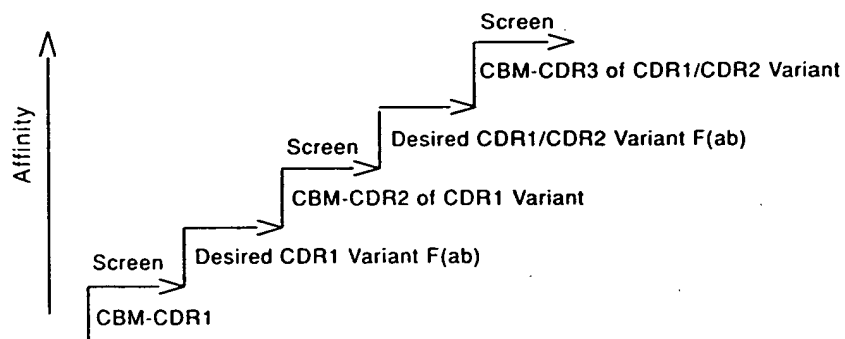 Screen
CBM-CDR3 of CDR1/CDR2 Variant
Desired CDR1/CDR2 Variant F(ab)
Screen
CBM-CDR2 of CDR1 Variant
Desired CDR1 Variant F(ab)
Screen
CBM-CDR1
Affinity